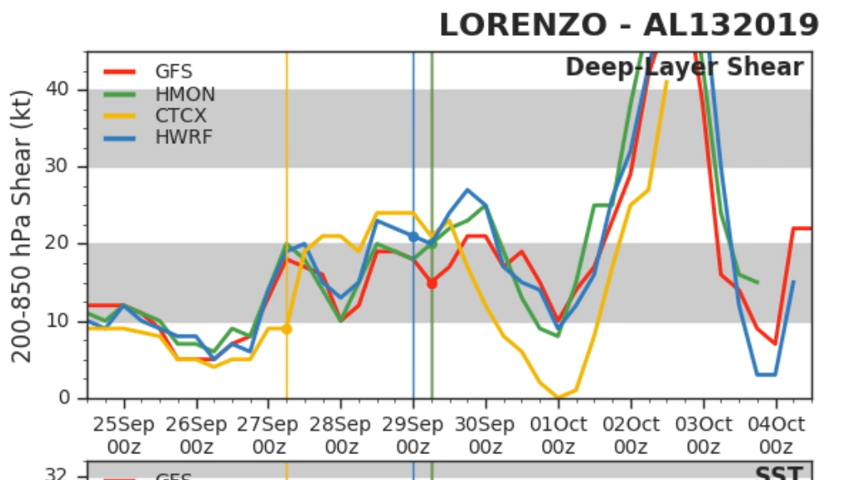 LORENZO - AL132019
Deep-Layer Shear
GFS
HMON
CTCX
HWRF
200-850 hPa Shear (kt)
40
30
20
10
0
25Sep 26Sep 27Sep 28Sep 29Sep 30Sep 01Oct 02Oct 03Oct 04Oct
00z 00z 00z 00z 00z 00z 00z 00z 00z 00z
32
GFS
SST